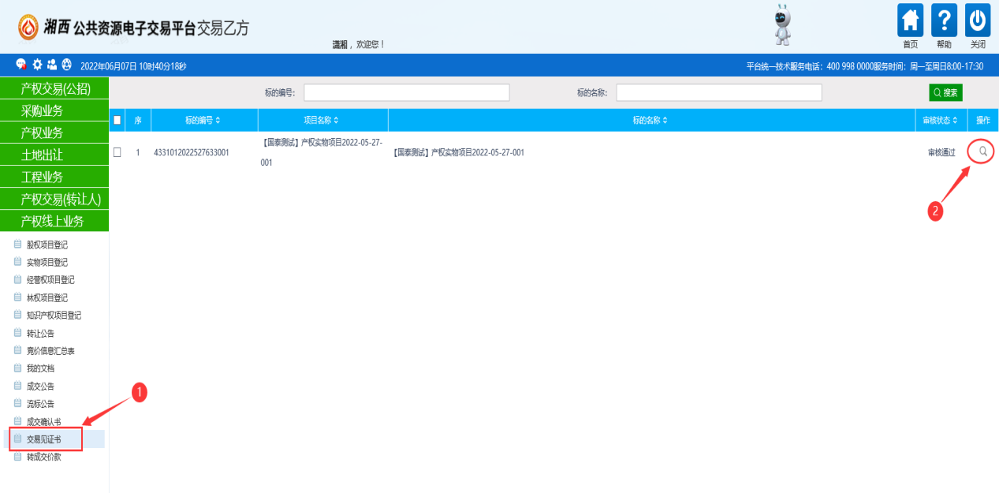 湘西 公共资源电子交易平台交易乙方
潇湘 ，欢迎您！
首页 帮助 关闭
2022年06月07日 10时40分18秒
平台统一技术服务电话：400 998 0000服务时间：周一至周日8:00-17:30
产权交易(公招)
采购业务
产权业务
土地出让
工程业务
产权交易(转让人)
产权线上业务
股权项目登记
实物项目登记
经营权项目登记
林权项目登记
知识产权项目登记
转让公告
竞价信息汇总表
我的文档
成交公告
流标公告
成交确认书
交易见证书
转成交价款
1
标的编号： 标的名称： 搜索
序 标的编号 项目名称 标的名称 审核状态 操作
1 4331012022527633001 【国泰测试】产权实物项目2022-05-27-
001 【国泰测试】产权实物项目2022-05-27-001 审核通过
2